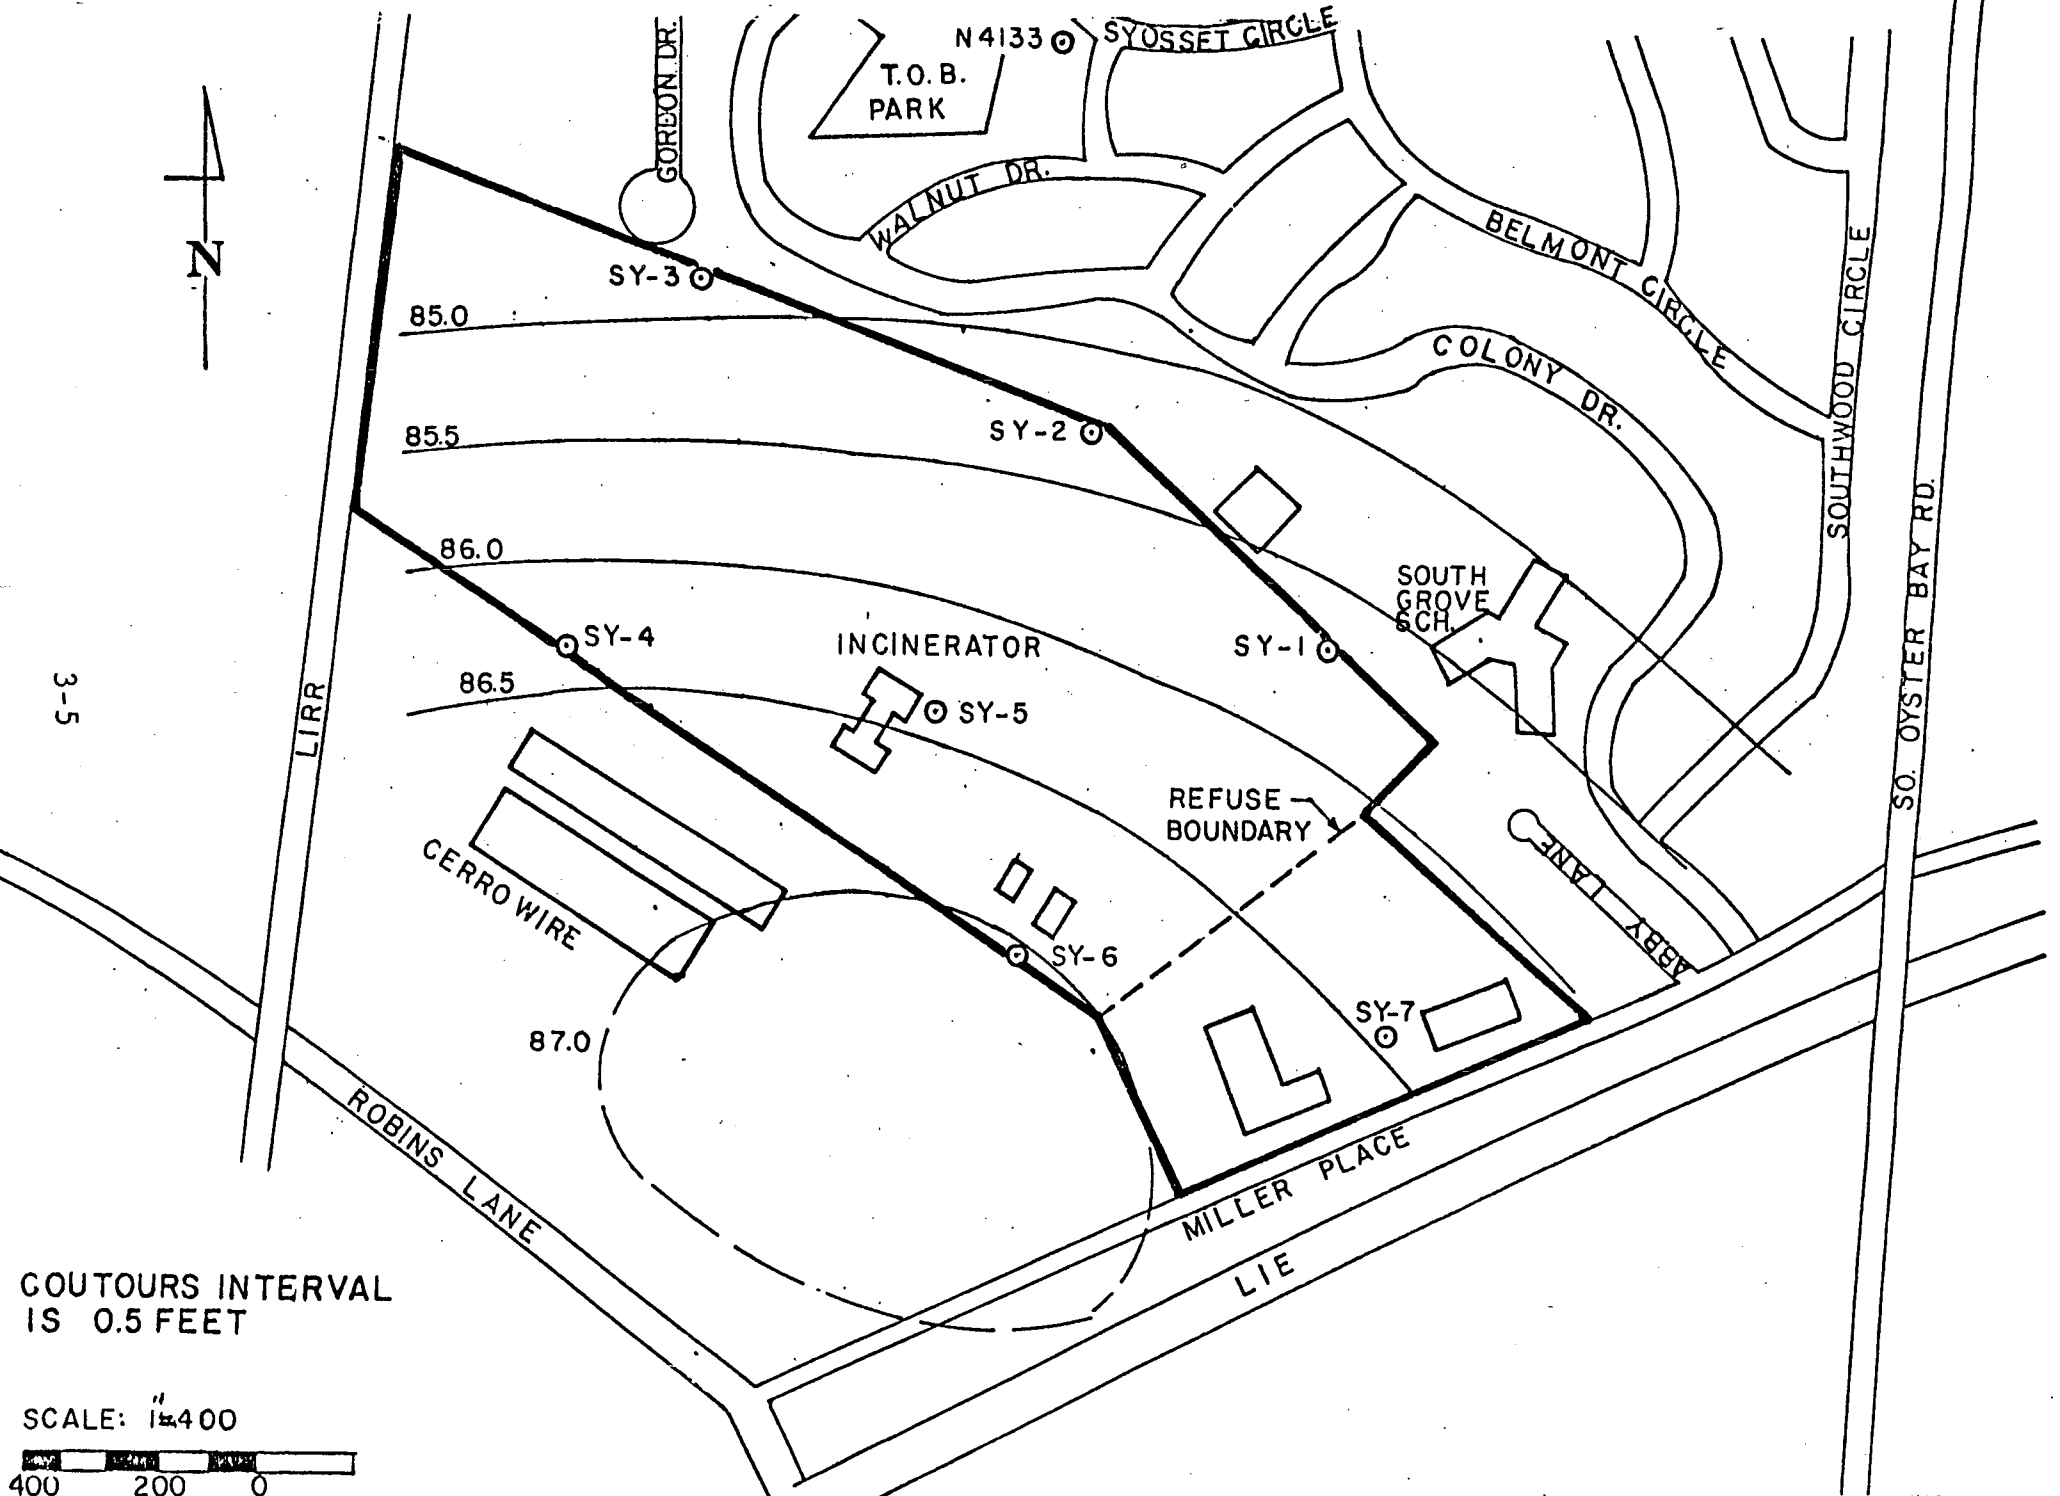 N4133
SYOSSET CIRCLE
GORDON DR.
T.O.B.
PARK
WALNUT DR.
N
BELMONT CIRCLE
SY-3
85.0
COLONY DR.
SOUTHWOOD CIRCLE
85.5
SY-2
SO. OYSTER BAY RD.
86.0
SOUTH
GROVE
SCH.
SY-4
INCINERATOR
SY-1
86.5
SY-5
3-5
LIRR
REFUSE
BOUNDARY
CERRO WIRE
ABBY LANE
SY-6
SY-7
87.0
ROBINS LANE
MILLER PLACE
LIE
COUTOURS INTERVAL
IS 0.5 FEET
SCALE: 1"=400
400 200 0